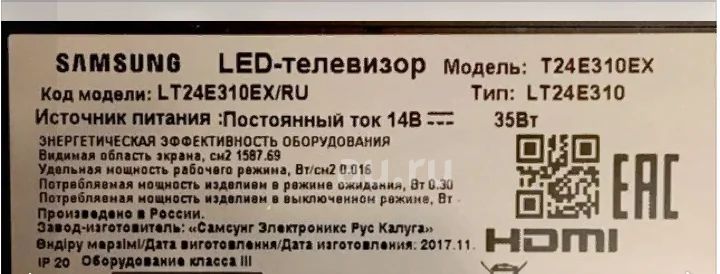 SAMSUNG LED-телевизор Модель: T24E310EX
Код модели: LT24E310EX/RU Тип: LT24E310
Источник питания :Постоянный ток 14В 35Вт
ЭНЕРГЕТИЧЕСКАЯ ЭФФЕКТИВНОСТЬ ОБОРУДОВАНИЯ
Видимая область экрана, см2 1587.69
Удельная мощность рабочего режима, Вт/см2 0.016
Потребляемая мощность изделием в режиме ожидания, Вт 0.30
Потребляемая мощность изделием в выключенном режиме, Вт -
Произведено в России.
Завод-изготовитель: «Самсунг Электроникс Рус Калуга»
Өндіру мерзімі/Дата виготовлення/Дата изготовления: 2017.11.
IP 20 Оборудование класса III
EAC
HDMI
au.ru